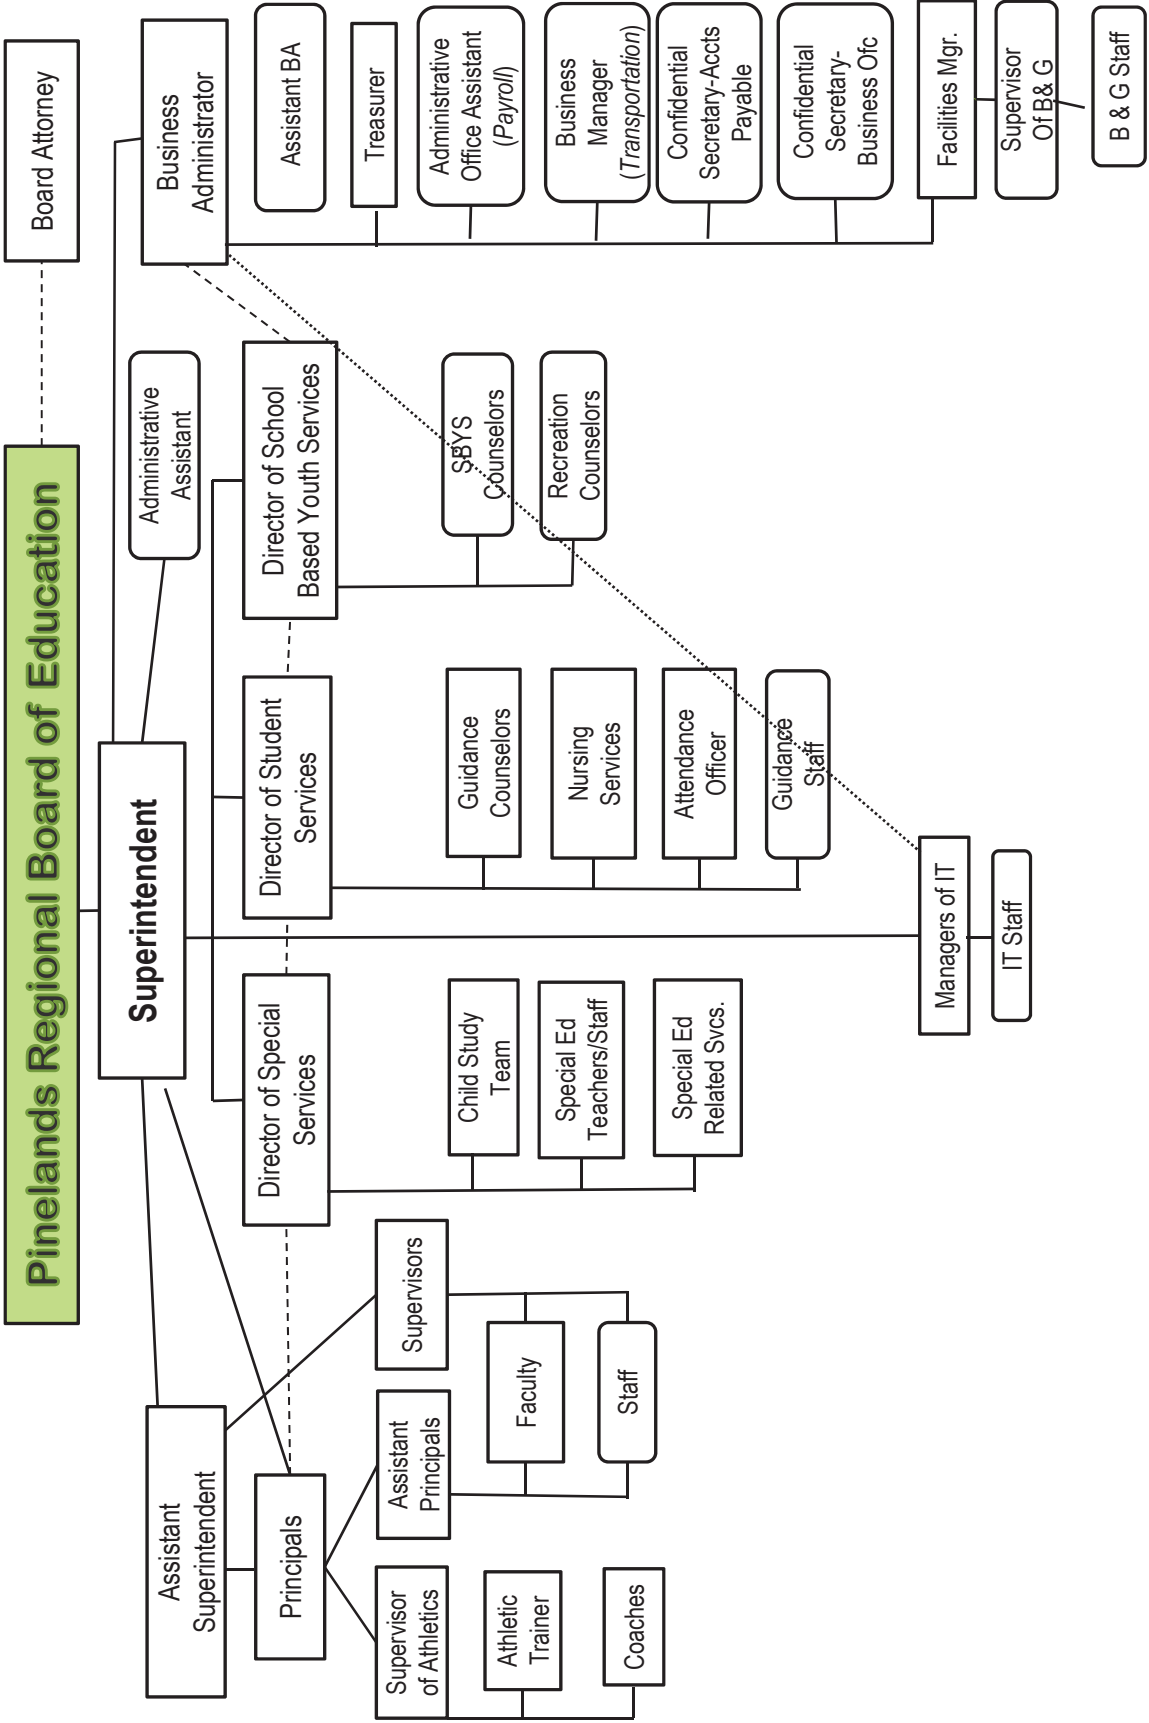 Pinelands Regional Board of Education
Board Attorney
Superintendent
Administrative
Assistant
Business
Administrator
Assistant
Superintendent
Principals
Supervisor
of Athletics
Athletic
Trainer
Coaches
Assistant
Principals
Supervisors
Faculty
Staff
Director of Special
Services
Child Study
Team
Special Ed
Teachers/Staff
Special Ed
Related Svcs.
Director of Student
Services
Guidance
Counselors
Nursing
Services
Attendance
Officer
Guidance
Staff
Director of School
Based Youth Services
SBYS
Counselors
Recreation
Counselors
Managers of IT
IT Staff
Assistant BA
Treasurer
Administrative
Office Assistant
(Payroll)
Business
Manager
(Transportation)
Confidential
Secretary-Accts
Payable
Confidential
Secretary-
Business Ofc
Facilities Mgr.
Supervisor
Of B& G
B & G Staff